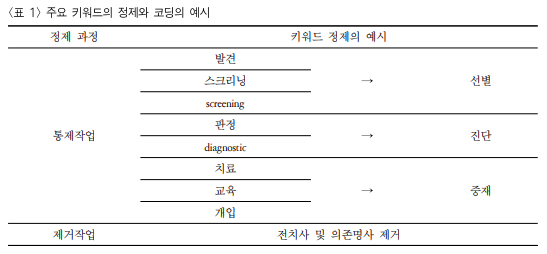 〈표 1〉 주요 키워드의 정제와 코딩의 예시
정제 과정 키워드 정제의 예시
발견
스크리닝 → 선별
screening
통제작업 판정 → 진단
diagnostic
치료
교육 → 중재
개입
제거작업 전치사 및 의존명사 제거